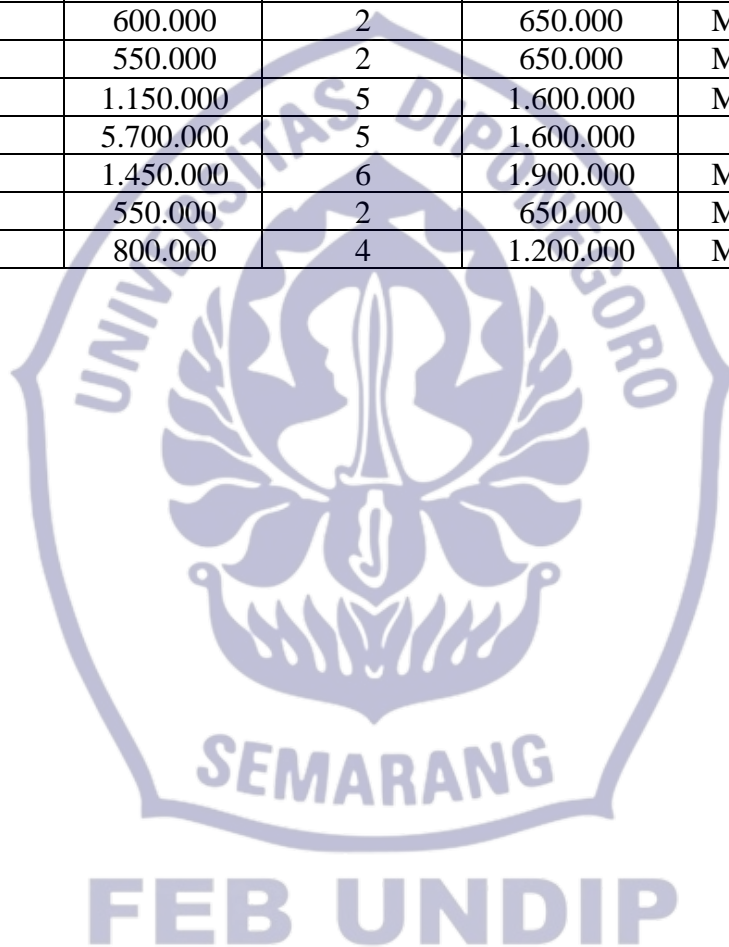 600.000 2 650.000 M
550.000 2 650.000 M
1.150.000 5 1.600.000 M
5.700.000 5 1.600.000
1.450.000 6 1.900.000 M
550.000 2 650.000 M
800.000 4 1.200.000 M
UNIVERSITAS DIPONEGORO
SEMARANG
FEB UNDIP